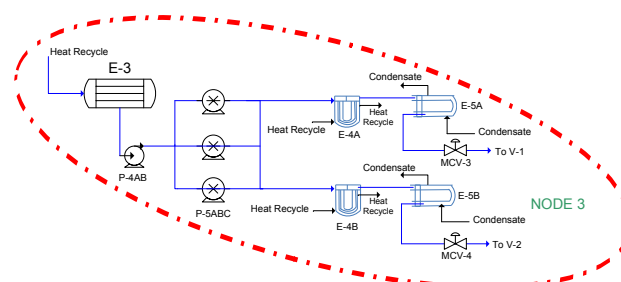 Heat Recycle
E-3
P-4AB
P-5ABC
Condensate
E-5A
Heat Recycle
E-4A
Heat
Recycle
Condensate
MCV-3
To V-1
Condensate
E-5B
Heat Recycle
E-4B
Heat
Recycle
Condensate
MCV-4
To V-2
NODE 3